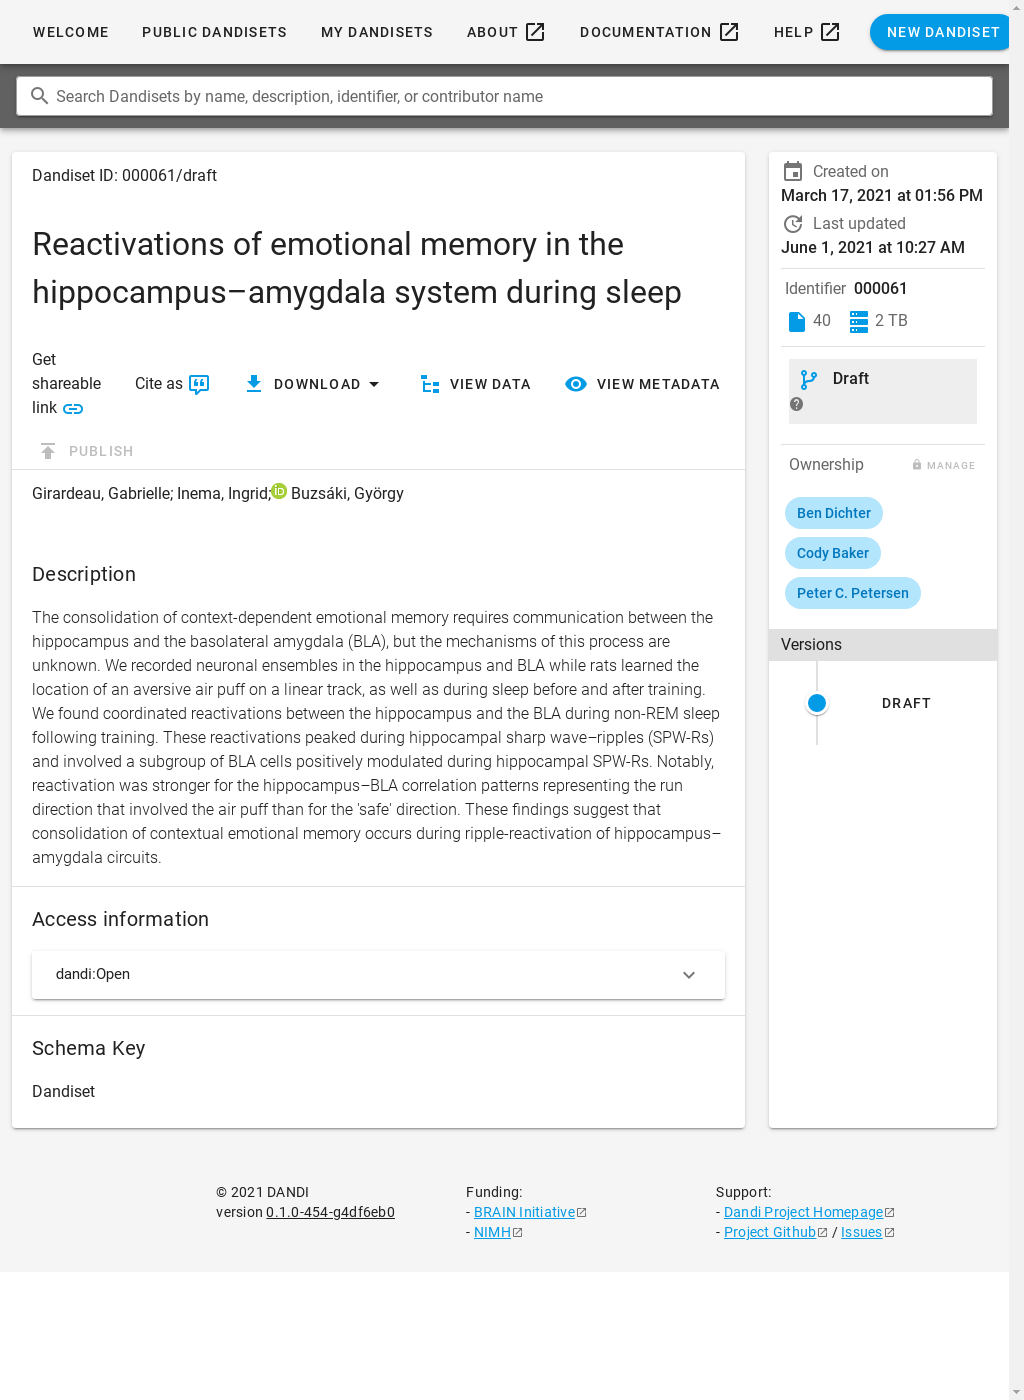 WELCOME PUBLIC DANDISETS MY DANDISETS ABOUT DOCUMENTATION HELP NEW DANDISET
Search Dandisets by name, description, identifier, or contributor name
Dandiset ID: 000061/draft
Reactivations of emotional memory in the
hippocampus–amygdala system during sleep
Get
shareable
link
Cite as
DOWNLOAD
VIEW DATA
VIEW METADATA
PUBLISH
Girardeau, Gabrielle; Inema, Ingrid; iD Buzsáki, György
Description
The consolidation of context-dependent emotional memory requires communication between the
hippocampus and the basolateral amygdala (BLA), but the mechanisms of this process are
unknown. We recorded neuronal ensembles in the hippocampus and BLA while rats learned the
location of an aversive air puff on a linear track, as well as during sleep before and after training.
We found coordinated reactivations between the hippocampus and the BLA during non-REM sleep
following training. These reactivations peaked during hippocampal sharp wave–ripples (SPW-Rs)
and involved a subgroup of BLA cells positively modulated during hippocampal SPW-Rs. Notably,
reactivation was stronger for the hippocampus–BLA correlation patterns representing the run
direction that involved the air puff than for the 'safe' direction. These findings suggest that
consolidation of contextual emotional memory occurs during ripple-reactivation of hippocampus–
amygdala circuits.
Access information
dandi:Open
Schema Key
Dandiset
Created on
March 17, 2021 at 01:56 PM
Last updated
June 1, 2021 at 10:27 AM
Identifier 000061
40 2 TB
Draft
Ownership MANAGE
Ben Dichter
Cody Baker
Peter C. Petersen
Versions
DRAFT
© 2021 DANDI
version 0.1.0-454-g4df6eb0
Funding:
- BRAIN Initiative
- NIMH
Support:
- Dandi Project Homepage
- Project Github / Issues